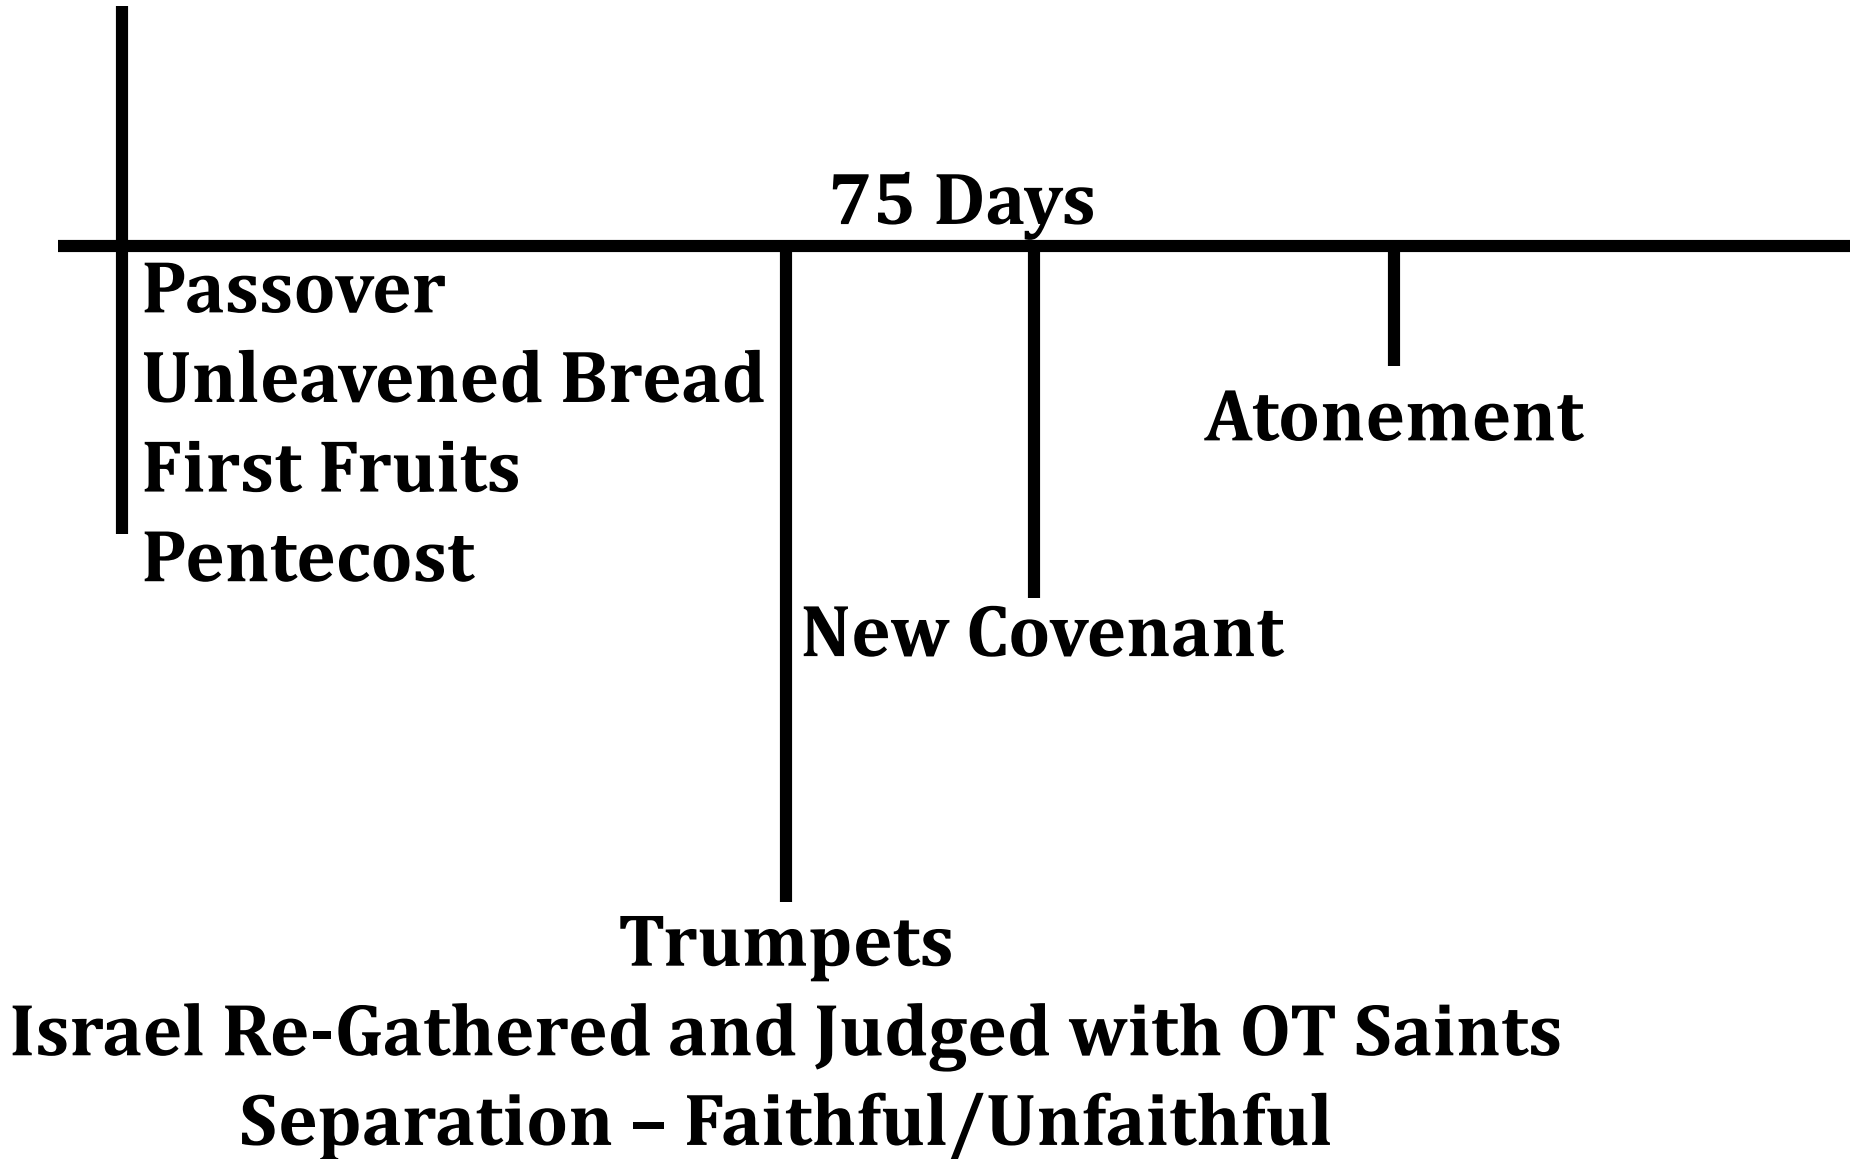 75 Days
Passover
Unleavened Bread
First Fruits
Pentecost
Atonement
New Covenant
Trumpets
Israel Re-Gathered and Judged with OT Saints
Separation – Faithful/Unfaithful